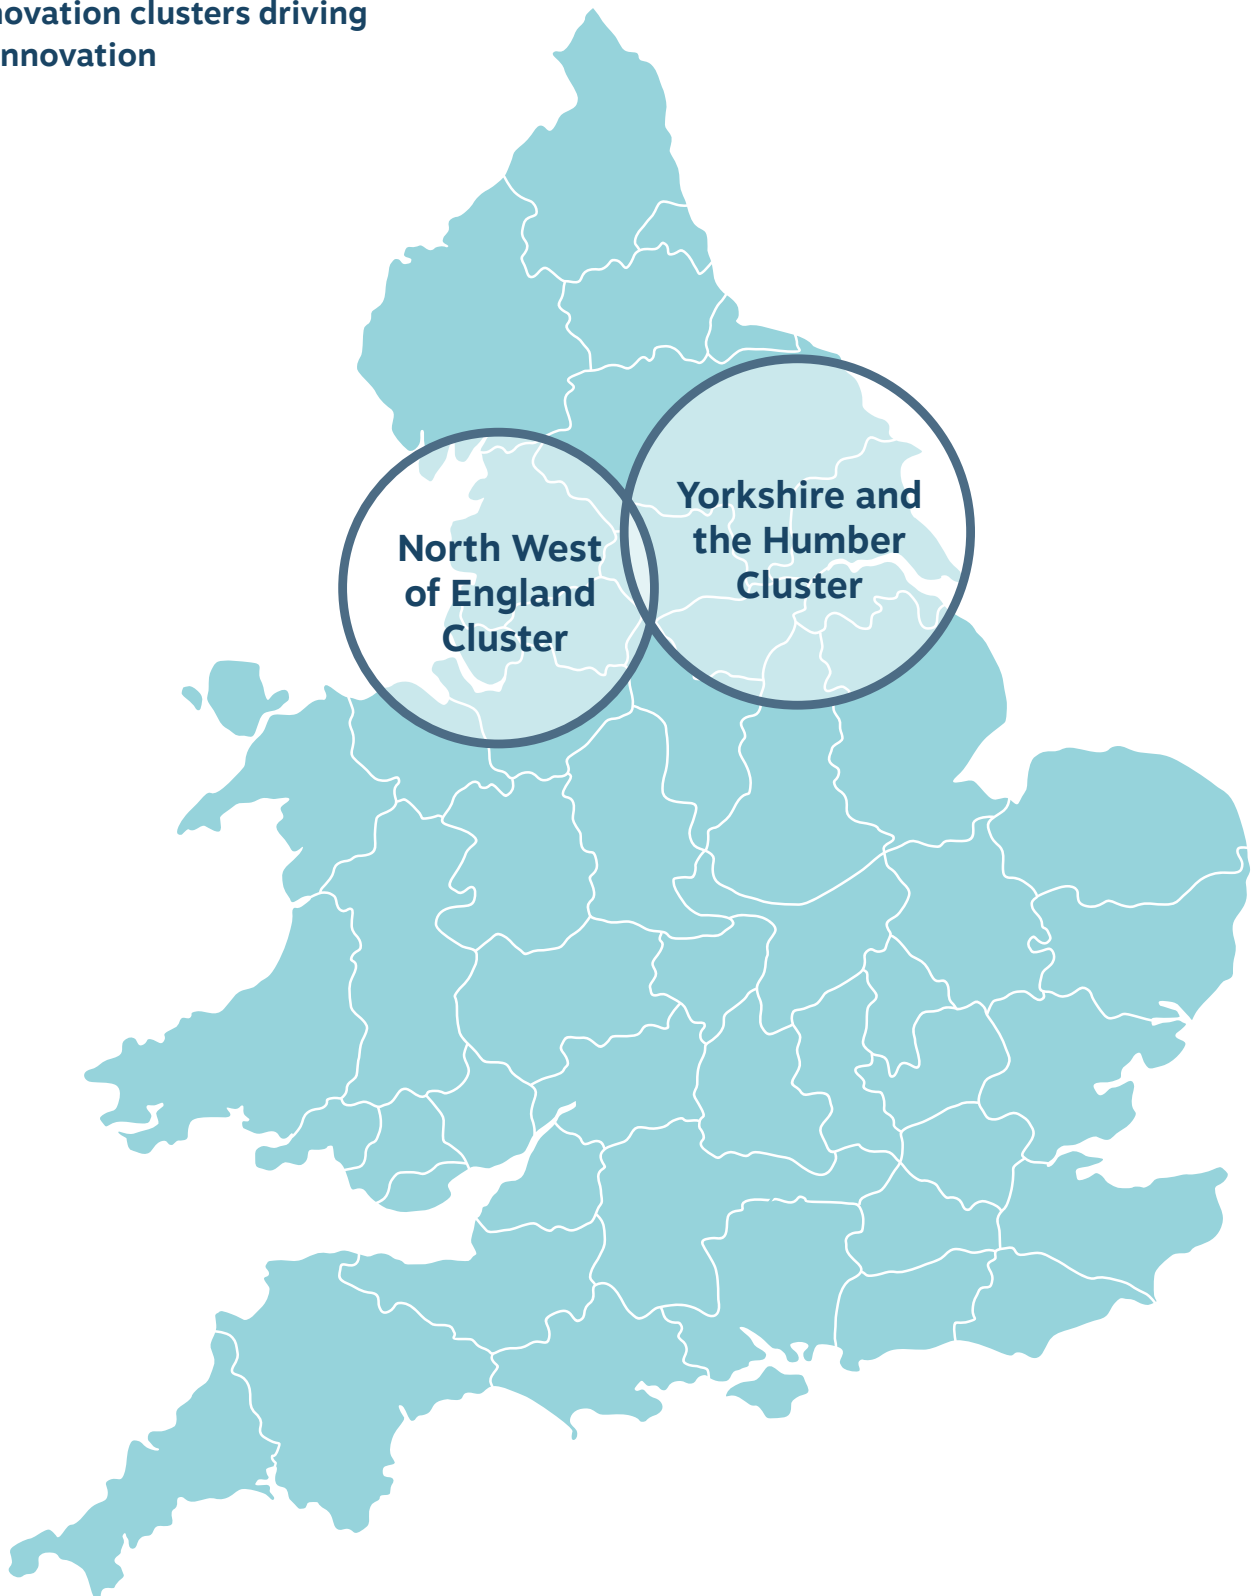 novation clusters driving
nnovation
Yorkshire and
the Humber
Cluster
North West
of England
Cluster